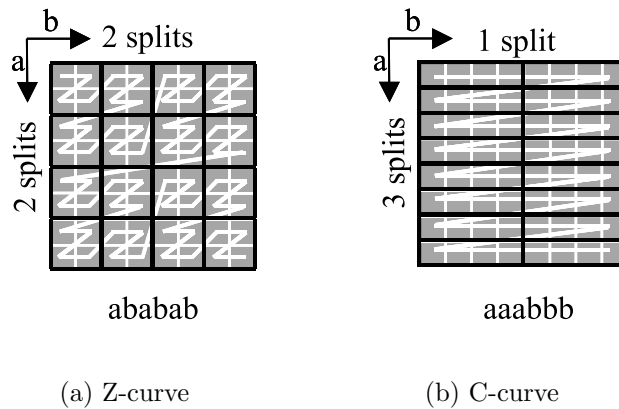 b
2 splits
a
2 splits
ababab
(a) Z-curve
b
1 split
a
3 splits
aaabbb
(b) C-curve